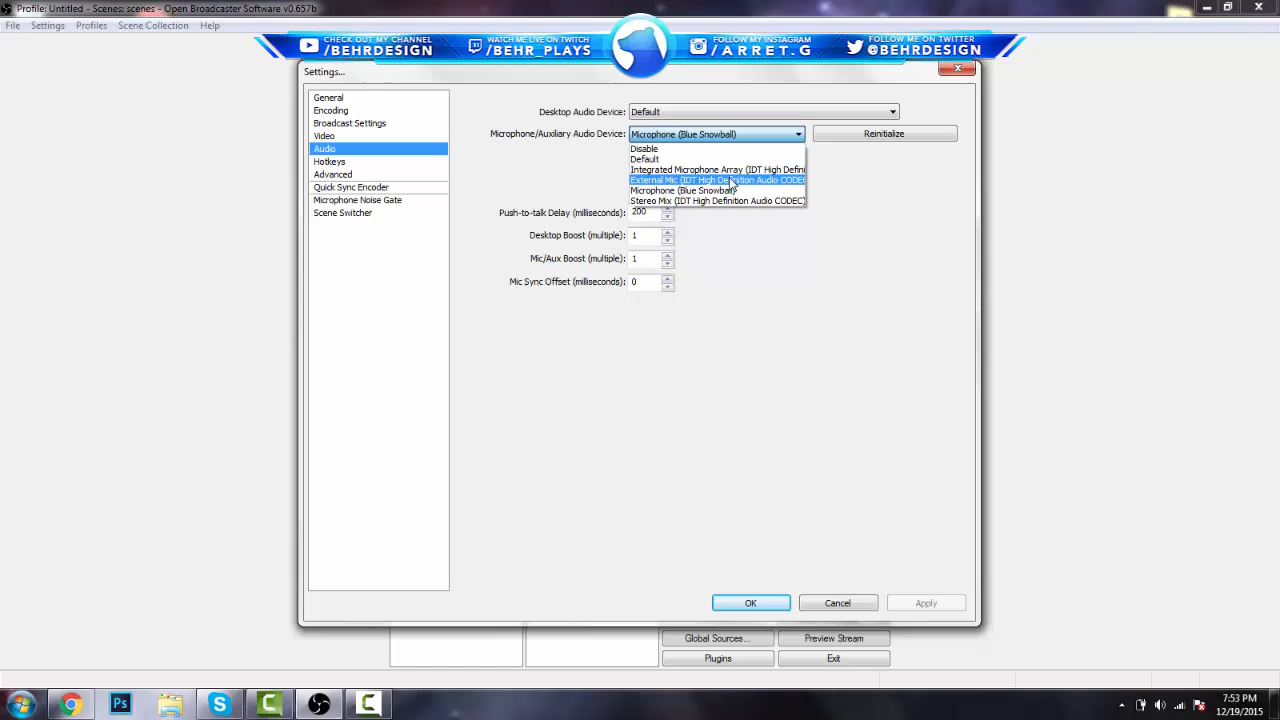 Profile: Untitled - Scenes: scenes - Open Broadcaster Software v0.657b
File Settings Profiles Scene Collection Help
CHECK OUT MY CHANNEL
/BEHRDESIGN
WATCH ME LIVE ON TWITCH
/BEHR_PLAYS
FOLLOW MY INSTAGRAM
/ARRET.G
FOLLOW ME ON TWITTER
@BEHRDESIGN
Settings...
General
Encoding
Broadcast Settings
Video
Audio
Hotkeys
Advanced
Quick Sync Encoder
Microphone Noise Gate
Scene Switcher
Desktop Audio Device: Default
Microphone/Auxiliary Audio Device: Microphone (Blue Snowball) Reinitialize
Disable
Default
Integrated Microphone Array (IDT High Defini
External Mic (IDT High Definition Audio CODEC)
Microphone (Blue Snowball)
Stereo Mix (IDT High Definition Audio CODEC)
Push-to-talk Delay (milliseconds): 200
Desktop Boost (multiple): 1
Mic/Aux Boost (multiple): 1
Mic Sync Offset (milliseconds): 0
OK Cancel Apply
Global Sources... Preview Stream
Plugins Exit
Ps
7:53 PM
12/19/2015